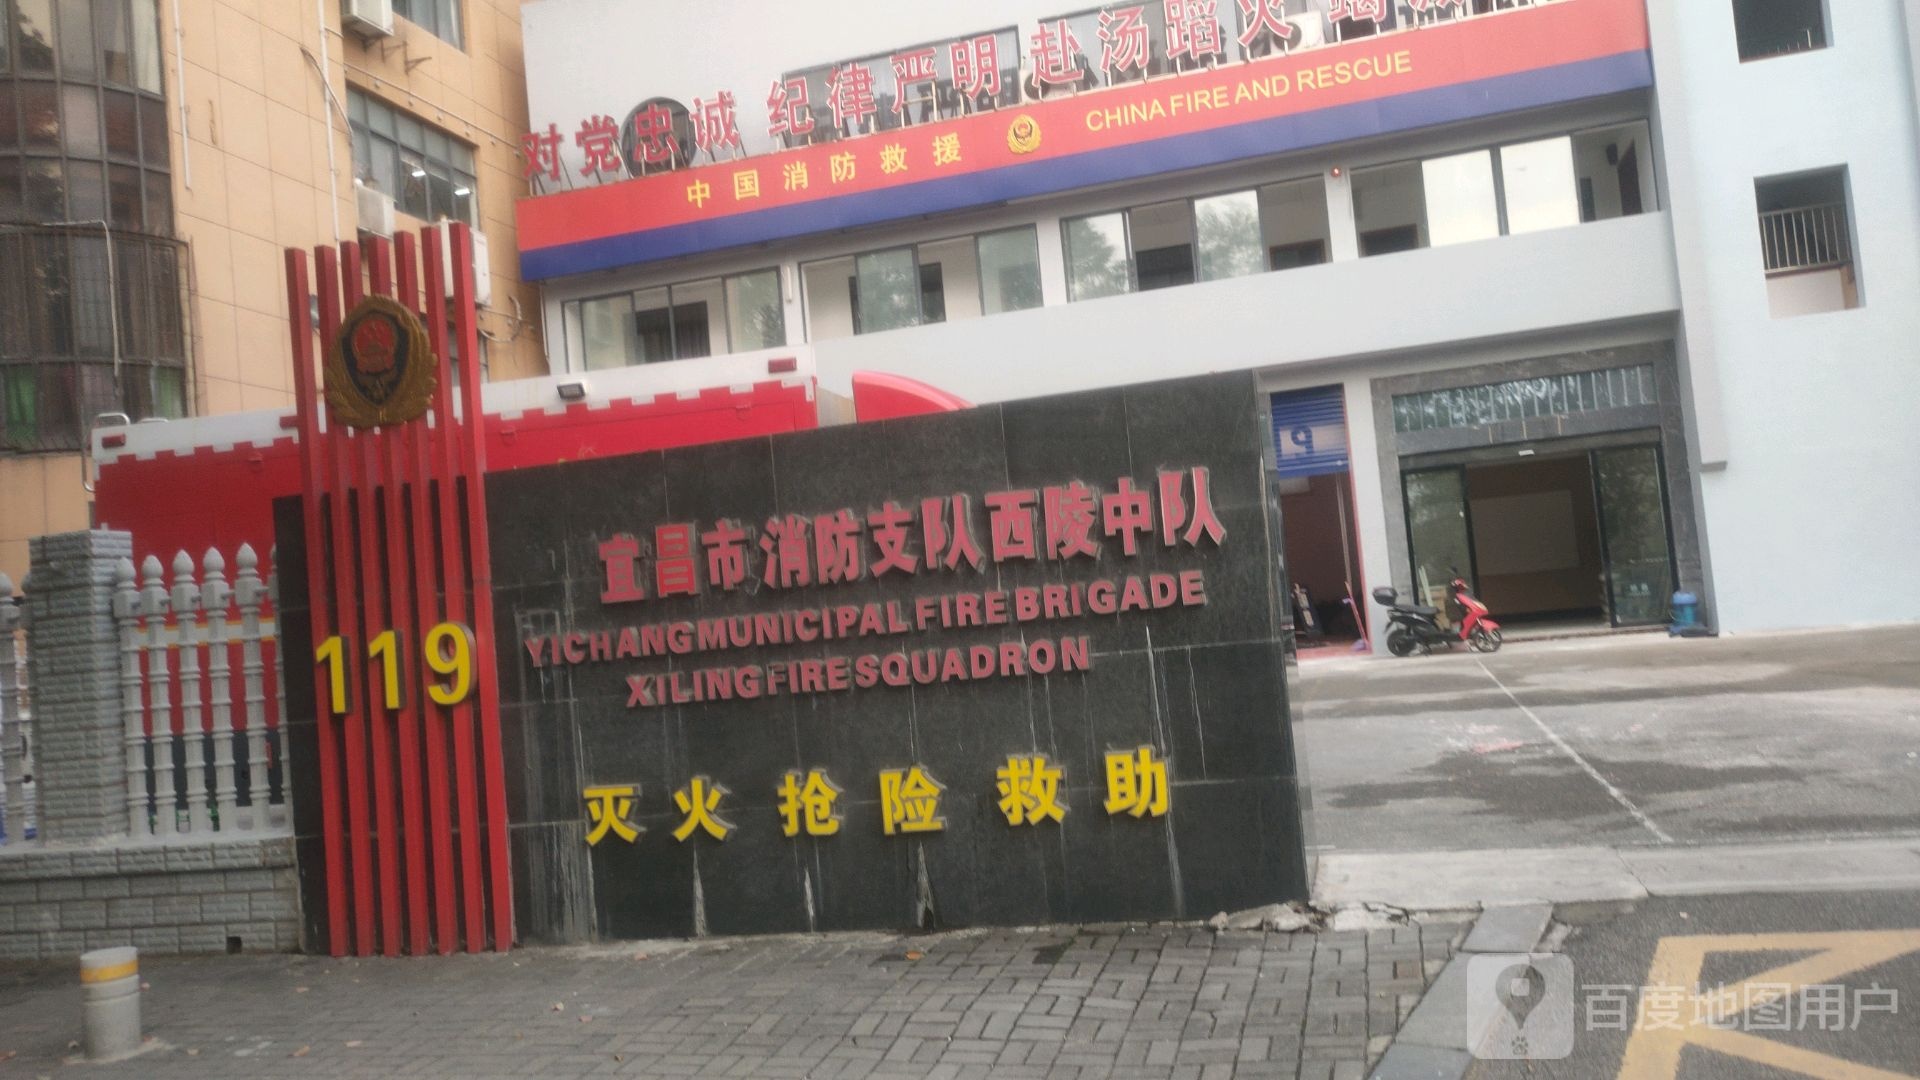 对党忠诚 纪律严明 赴汤蹈火
中国消防救援 CHINA FIRE AND RESCUE
119
宜昌市消防支队西陵中队
YICHANG MUNICIPAL FIRE BRIGADE
XILING FIRE SQUADRON
灭火 抢险 救助
9
百度地图用户